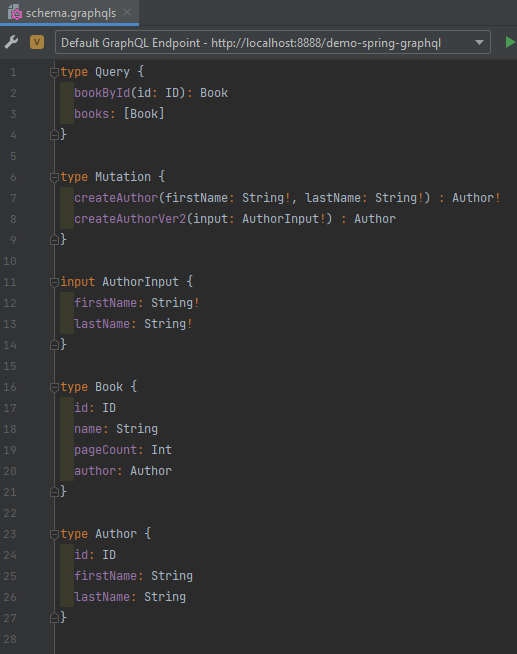 schema.graphqls
V Default GraphQL Endpoint - http://localhost:8888/demo-spring-graphql
1 type Query {
2 bookById(id: ID): Book
3 books: [Book]
4 }
5
6 type Mutation {
7 createAuthor(firstName: String!, lastName: String!) : Author!
8 createAuthorVer2(input: AuthorInput!) : Author
9 }
10
11 input AuthorInput {
12 firstName: String!
13 lastName: String!
14 }
15
16 type Book {
17 id: ID
18 name: String
19 pageCount: Int
20 author: Author
21 }
22
23 type Author {
24 id: ID
25 firstName: String
26 lastName: String
27 }
28